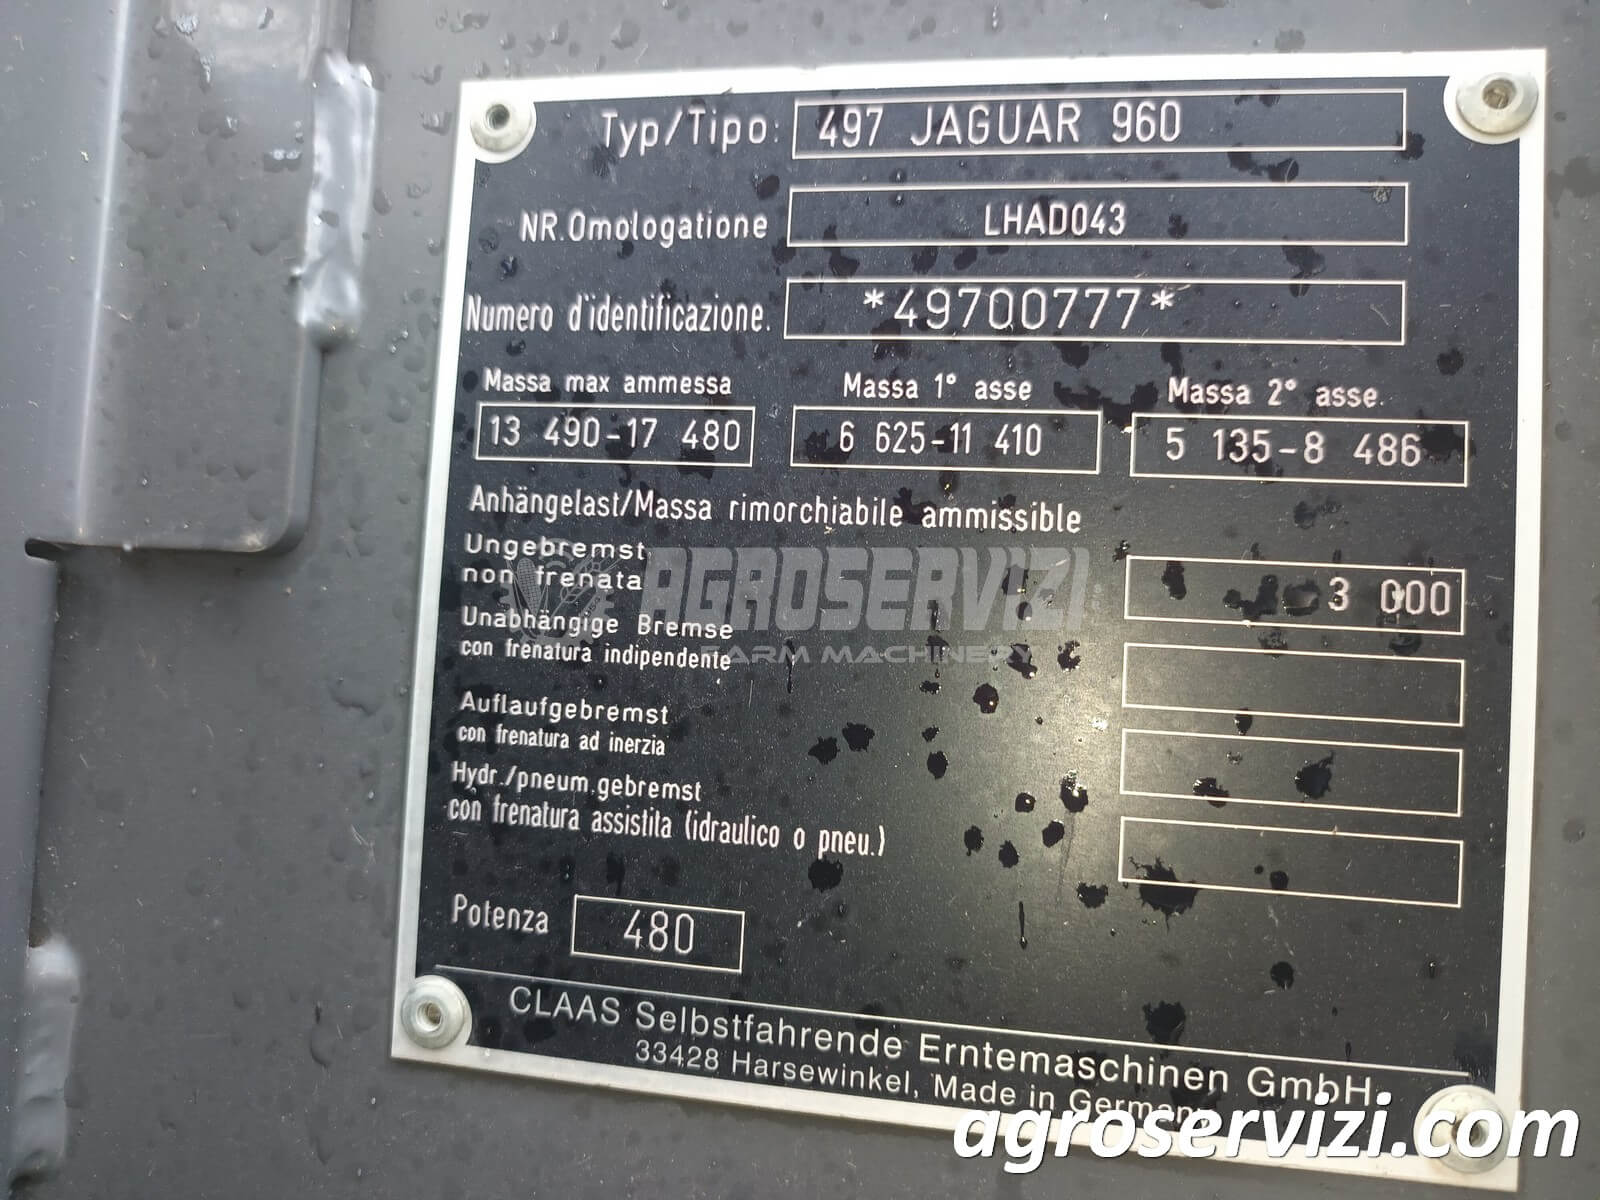 Typ/Tipo: 497 JAGUAR 960
NR.Omologatione LHAD043
Numero d'identificazione. *49700777*
Massa max ammessa Massa 1° asse Massa 2° asse.
13 490-17 480 6 625-11 410 5 135-8 486
Anhängelast/Massa rimorchiabile ammissible
Ungebremst
non frenata 3 000
Unabhängige Bremse
con frenatura indipendente
Auflaufgebremst
con frenatura ad inerzia
Hydr./pneum.gebremst
con frenatura assistita (idraulico o pneu.)
Potenza 480
CLAAS Selbstfahrende Erntemaschinen GmbH.
33428 Harsewinkel, Made in Germany
AGROSERVIZI
FARM MACHINERY
agroservizi.com